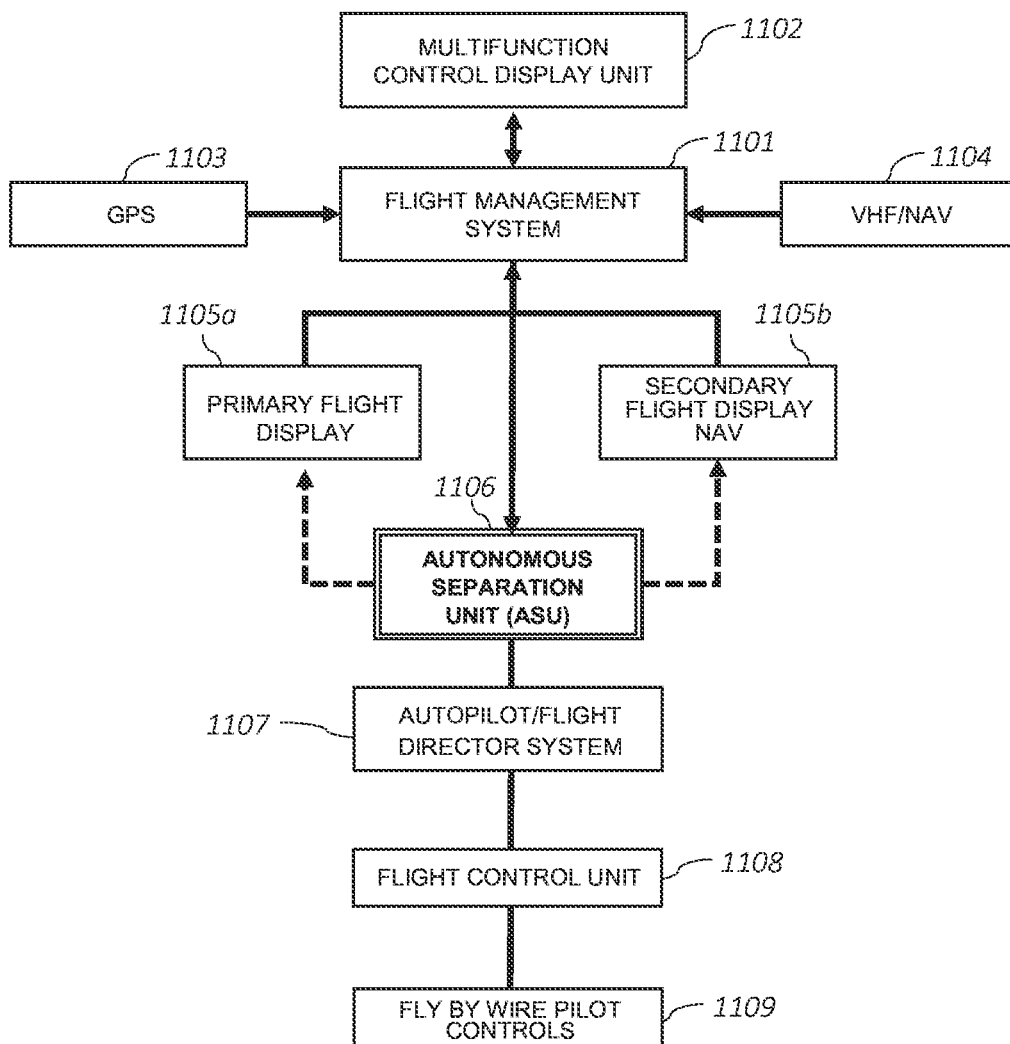 1102
MULTIFUNCTION
CONTROL DISPLAY UNIT
1103
1101
1104
GPS
FLIGHT MANAGEMENT
SYSTEM
VHF/NAV
1105a
1105b
PRIMARY FLIGHT
DISPLAY
SECONDARY
FLIGHT DISPLAY
NAV
1106
AUTONOMOUS
SEPARATION
UNIT (ASU)
1107
AUTOPILOT/FLIGHT
DIRECTOR SYSTEM
FLIGHT CONTROL UNIT
1108
FLY BY WIRE PILOT
CONTROLS
1109